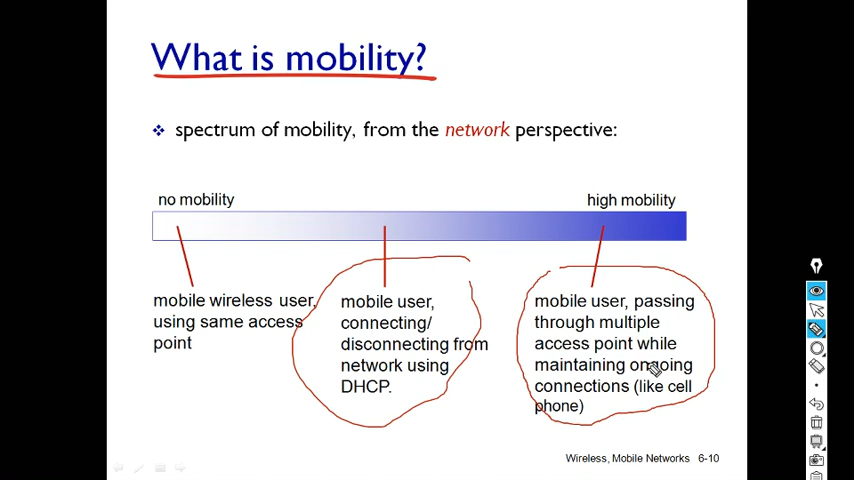 What is mobility?
spectrum of mobility, from the network perspective:
no mobility
high mobility
mobile wireless user,
using same access
point
mobile user,
connecting/
disconnecting from
network using
DHCP.
mobile user, passing
through multiple
access point while
maintaining ongoing
connections (like cell
phone)
Wireless, Mobile Networks 6-10